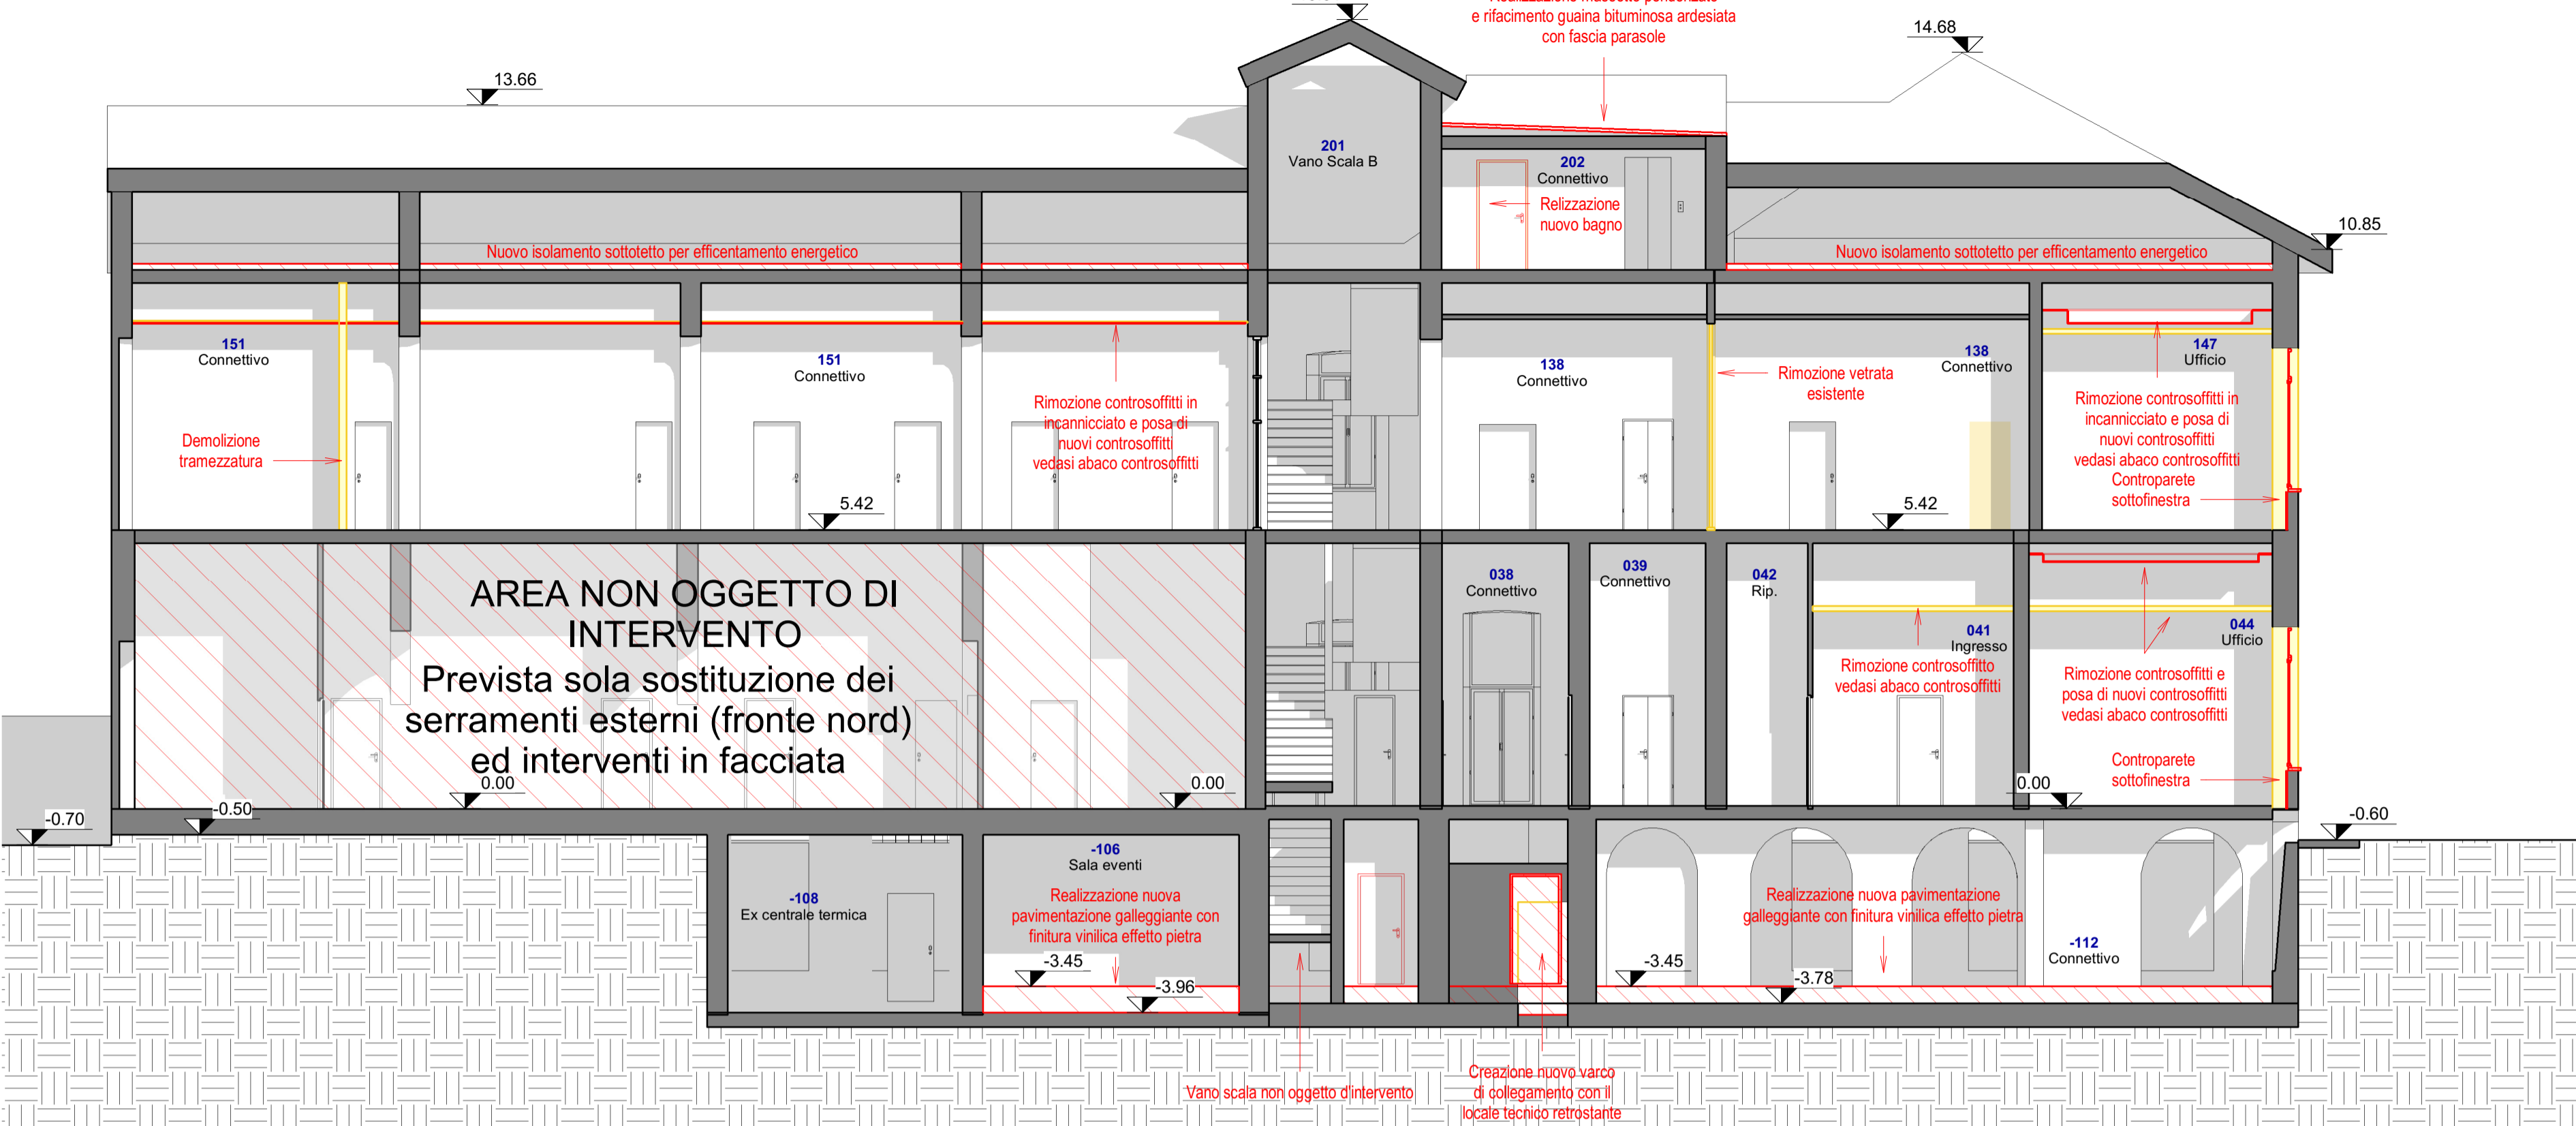 e rifacimento guaina bituminosa ardesiata
con fascia parasole
14.68
13.66
201
Vano Scala B
202
Connettivo
Relizzazione
nuovo bagno
10.85
Nuovo isolamento sottotetto per efficentamento energetico
Nuovo isolamento sottotetto per efficentamento energetico
151
Connettivo
151
Connettivo
138
Connettivo
138
Connettivo
147
Ufficio
Rimozione vetrata
esistente
Rimozione controsoffitti in
incannicciato e posa di
nuovi controsoffitti
vedasi abaco controsoffitti
Rimozione controsoffitti in
incannicciato e posa di
nuovi controsoffitti
vedasi abaco controsoffitti
Controparete
sottofinestra
Demolizione
tramezzatura
5.42
5.42
AREA NON OGGETTO DI
INTERVENTO
Prevista sola sostituzione dei
serramenti esterni (fronte nord)
ed interventi in facciata
038
Connettivo
039
Connettivo
042
Rip.
041
Ingresso
044
Ufficio
Rimozione controsoffitto
vedasi abaco controsoffitti
Rimozione controsoffitti e
posa di nuovi controsoffitti
vedasi abaco controsoffitti
Controparete
sottofinestra
0.00
0.00
0.00
-0.50
-0.70
-0.60
-108
Ex centrale termica
-106
Sala eventi
Realizzazione nuova
pavimentazione galleggiante con
finitura vinilica effetto pietra
-3.45
-3.96
Realizzazione nuova pavimentazione
galleggiante con finitura vinilica effetto pietra
-112
Connettivo
-3.45
-3.78
Vano scala non oggetto d'intervento
Creazione nuovo varco
di collegamento con il
locale tecnico retrostante